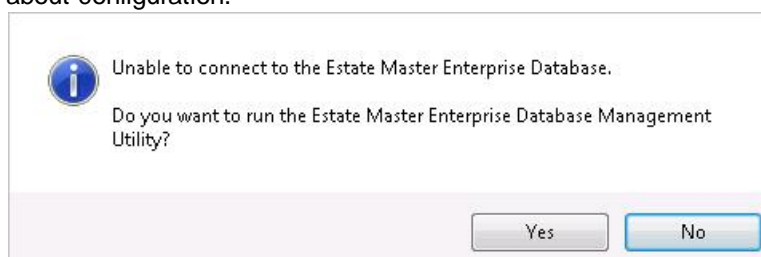 about configuration.
Unable to connect to the Estate Master Enterprise Database.
Do you want to run the Estate Master Enterprise Database Management
Utility?
Yes
No